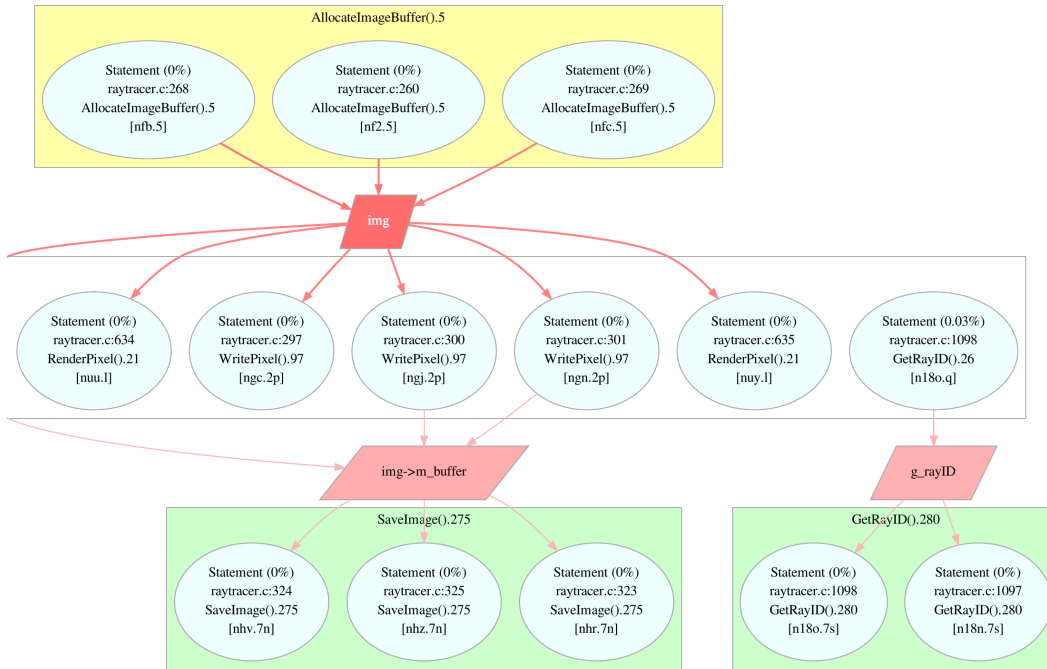 AllocateImageBuffer().5
Statement (0%)
raytracer.c:268
AllocateImageBuffer().5
[nfb.5]
Statement (0%)
raytracer.c:260
AllocateImageBuffer().5
[nf2.5]
Statement (0%)
raytracer.c:269
AllocateImageBuffer().5
[nfc.5]
img
Statement (0%)
raytracer.c:634
RenderPixel().21
[nuu.l]
Statement (0%)
raytracer.c:297
WritePixel().97
[ngc.2p]
Statement (0%)
raytracer.c:300
WritePixel().97
[ngj.2p]
Statement (0%)
raytracer.c:301
WritePixel().97
[ngn.2p]
Statement (0%)
raytracer.c:635
RenderPixel().21
[nuy.l]
Statement (0.03%)
raytracer.c:1098
GetRayID().26
[n18o.q]
img->m_buffer
g_rayID
SaveImage().275
Statement (0%)
raytracer.c:324
SaveImage().275
[nhv.7n]
Statement (0%)
raytracer.c:325
SaveImage().275
[nhz.7n]
Statement (0%)
raytracer.c:323
SaveImage().275
[nhr.7n]
GetRayID().280
Statement (0%)
raytracer.c:1098
GetRayID().280
[n18o.7s]
Statement (0%)
raytracer.c:1097
GetRayID().280
[n18n.7s]